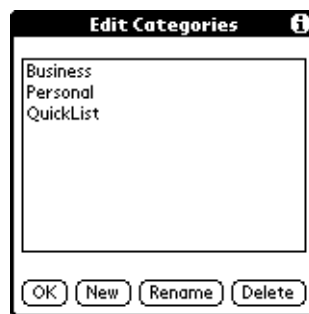 Edit Categories i
Business
Personal
QuickList
OK New Rename Delete